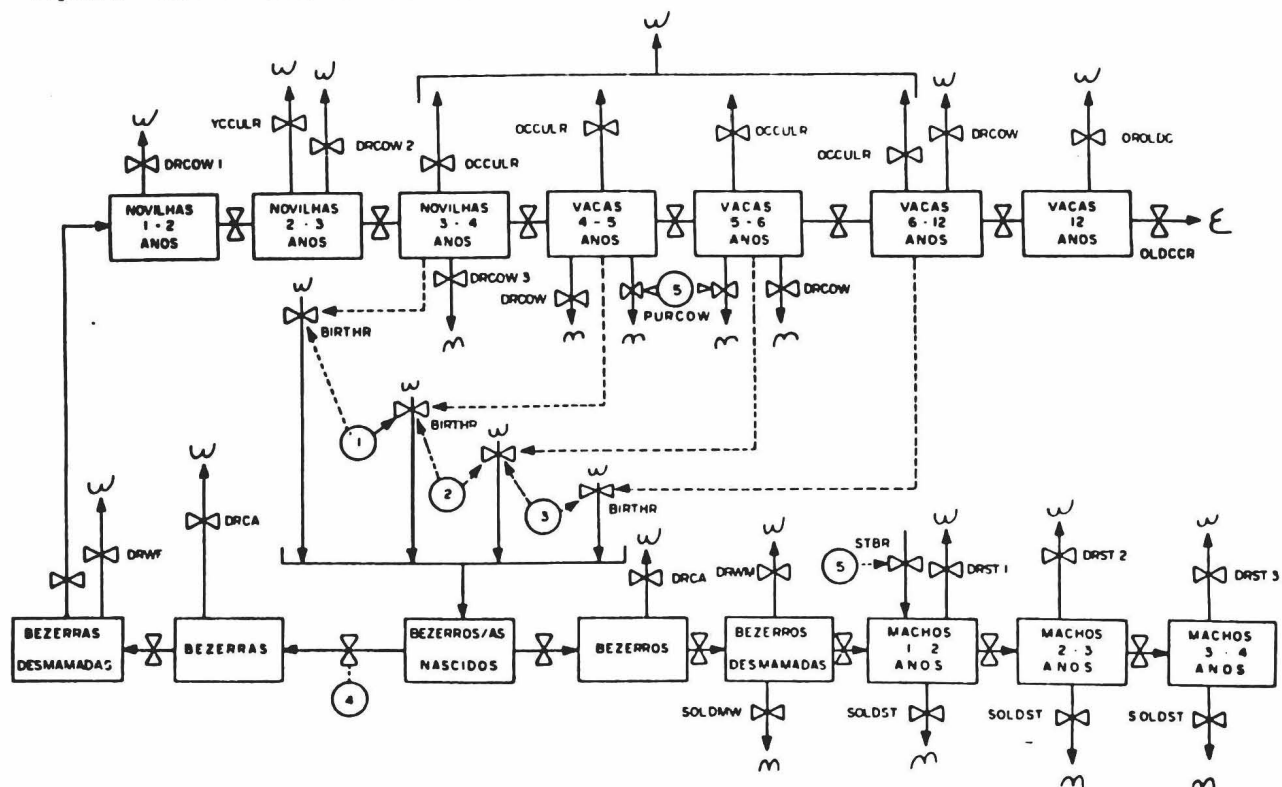 W
W W
W
YCCULR
OCCULR
OCCULR
DRCOW
OROLDC
DRCOW 2
DRCOW 1
OCCULR
OCCULR
NOVILHAS
1 - 2
ANOS
NOVILHAS
2 - 3
ANOS
NOVILHAS
3 - 4
ANOS
VACAS
4 - 5
ANOS
VACAS
5 - 6
ANOS
VACAS
6 - 12
ANOS
VACAS
12
ANOS
OLDCCR
DRCOW 3
DRCOW
5
DRCOW
PURCOW
W
BIRTHR
W
BIRTHR
1
W
2
W
3
BIRTHR
W
DRCA
W
DRWF
W
DRCA
W
DRWM
STBR
5
W
DRST 1
W
DRST 2
W
DRST 3
BEZERRAS
DESMAMADAS
BEZERRAS
BEZERROS/AS
NASCIDOS
BEZERROS
BEZERROS
DESMAMADAS
MACHOS
1 2
ANOS
MACHOS
2 - 3
ANOS
MACHOS
3 - 4
ANOS
4
SOLDMW
SOLDST
SOLDST
SOLDST